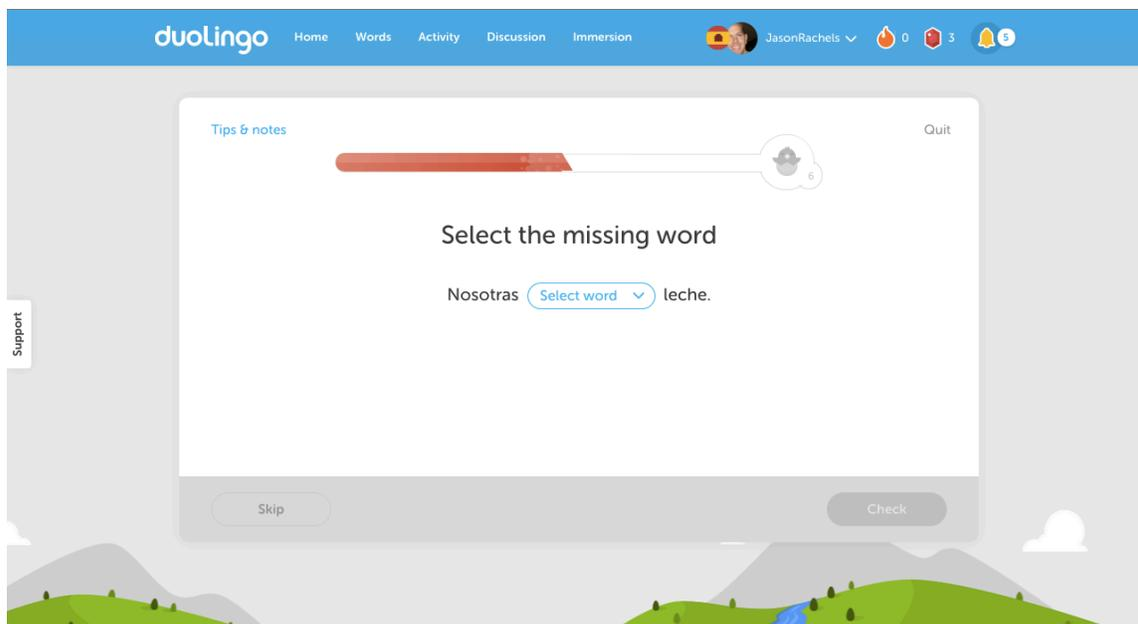 duolingo Home Words Activity Discussion Immersion JasonRachels 0 3 5
Tips & notes Quit
6
Select the missing word
Nosotras Select word leche.
Support
Skip Check